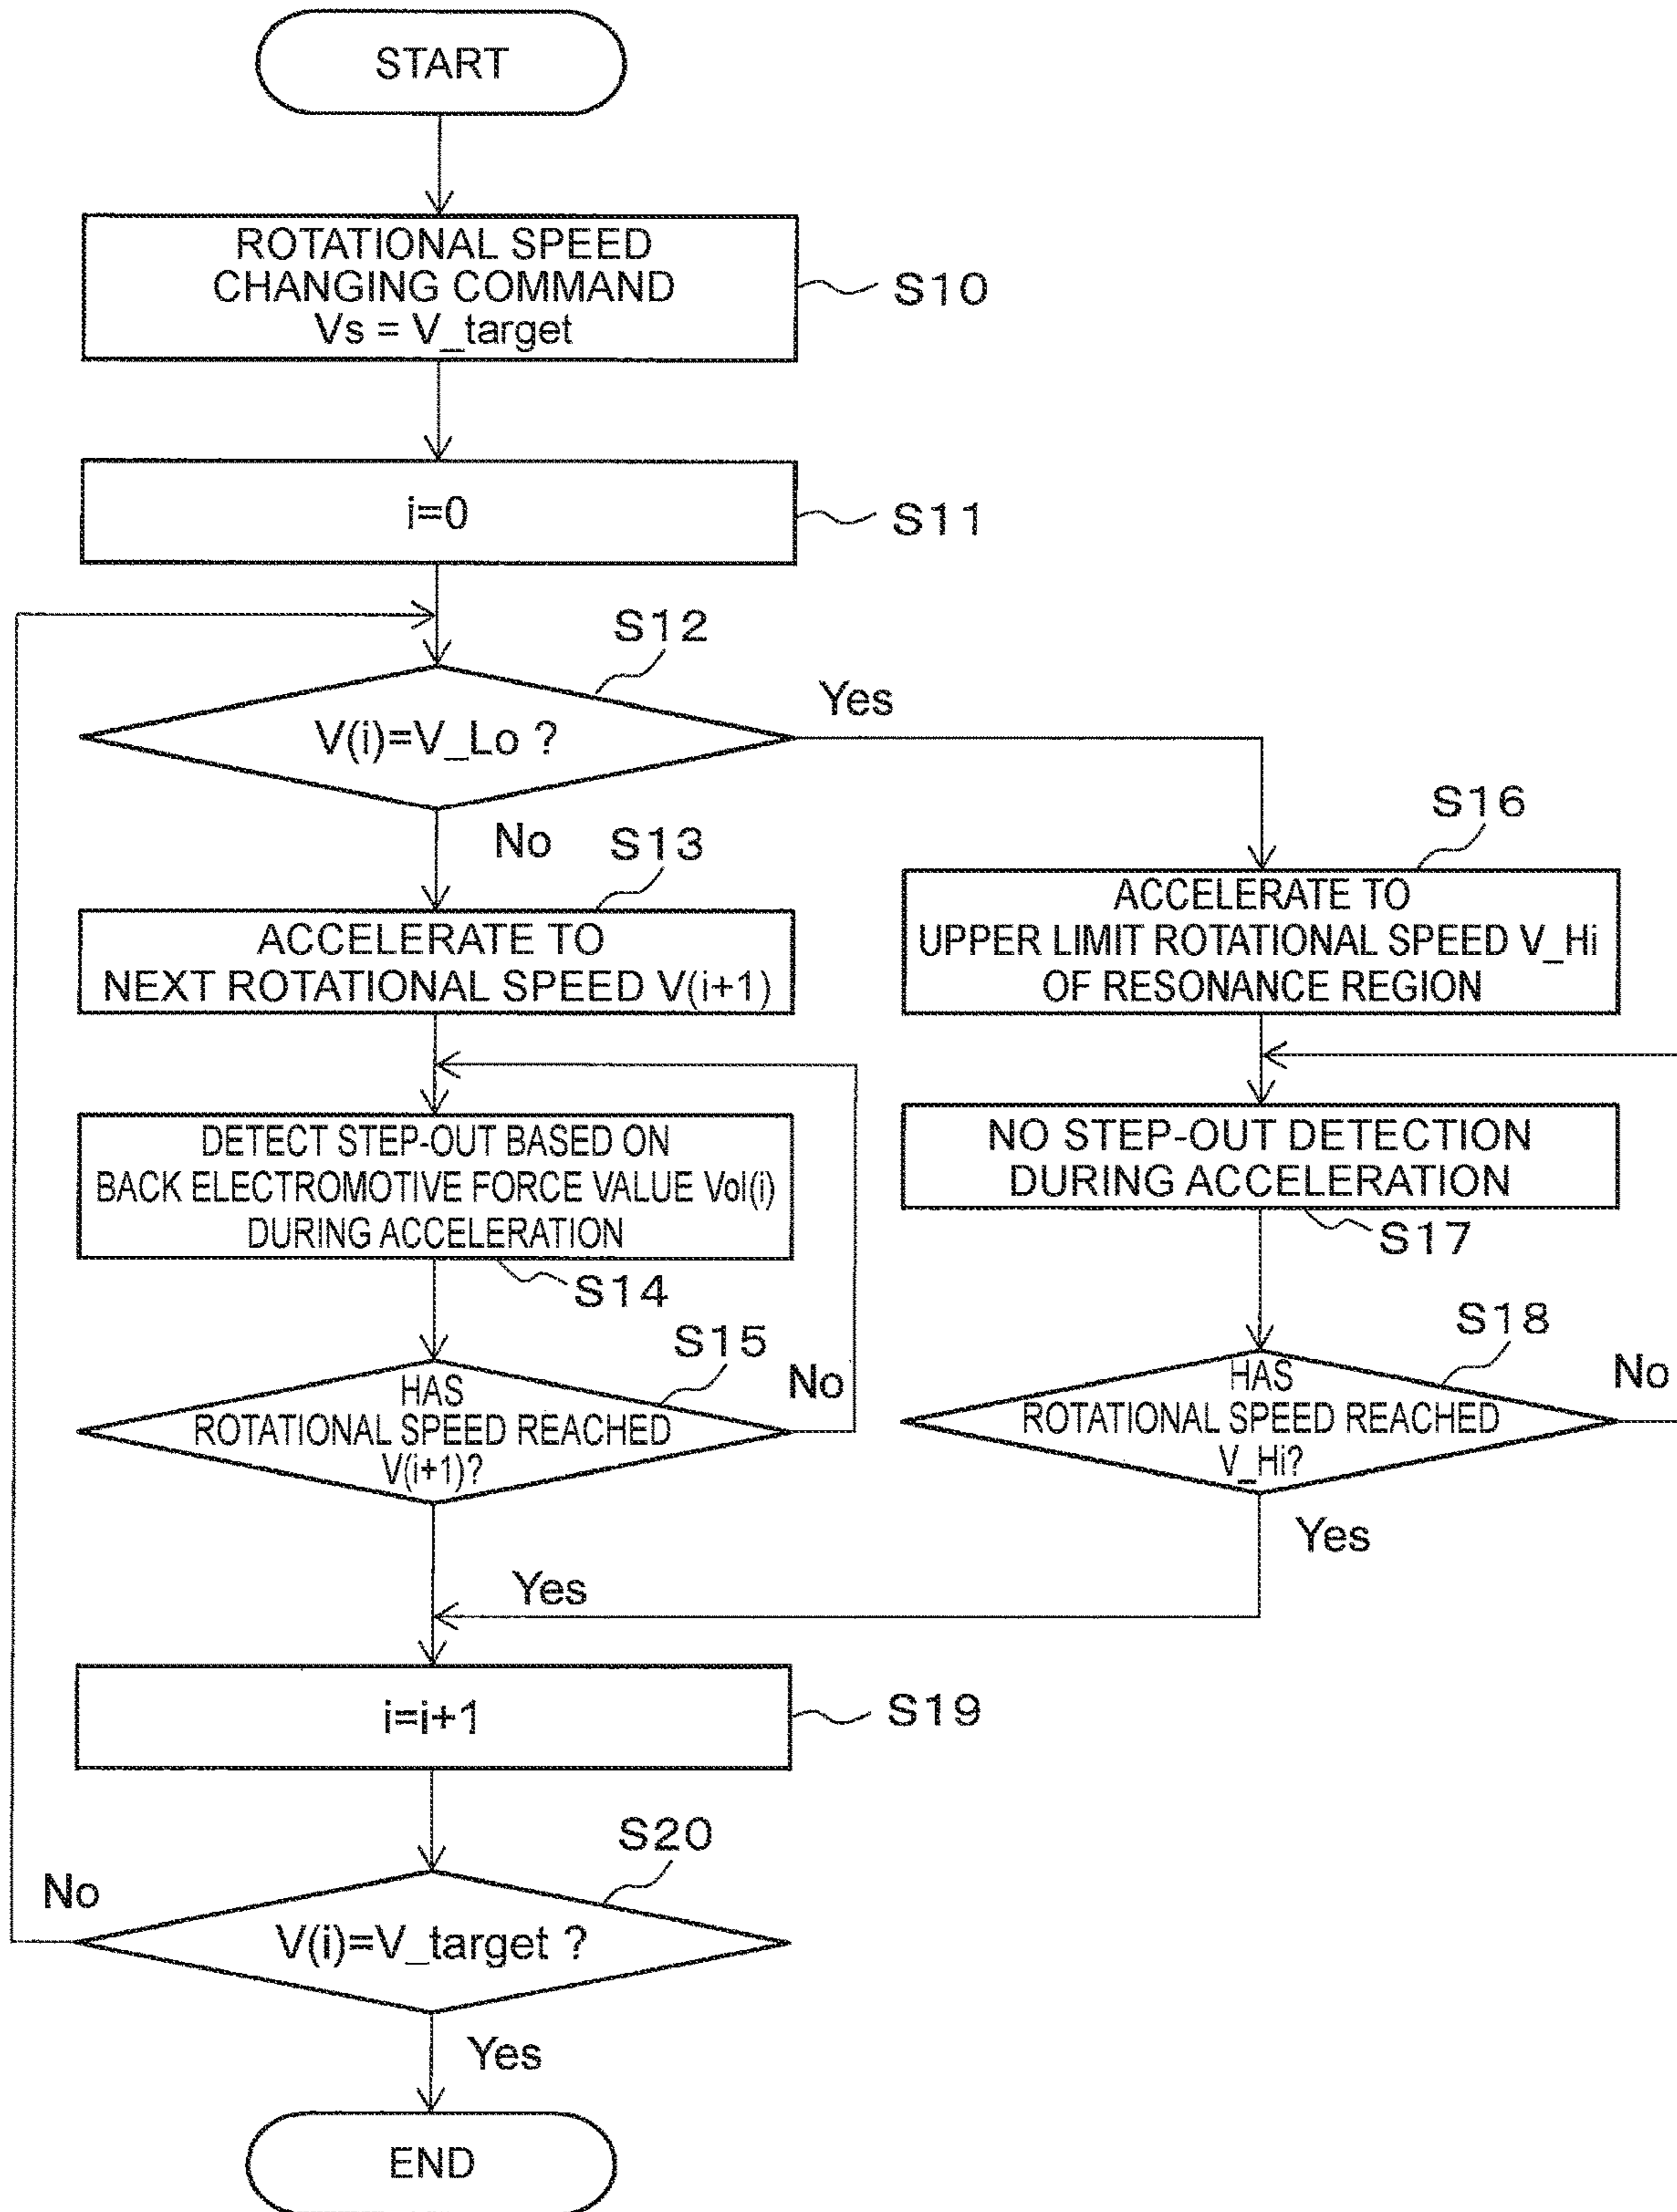 START
ROTATIONAL SPEED
CHANGING COMMAND
Vs = V_target
S10
i=0
S11
S12
V(i)=V_Lo ?
Yes
No
S13
ACCELERATE TO
NEXT ROTATIONAL SPEED V(i+1)
S16
ACCELERATE TO
UPPER LIMIT ROTATIONAL SPEED V_Hi
OF RESONANCE REGION
DETECT STEP-OUT BASED ON
BACK ELECTROMOTIVE FORCE VALUE Vol(i)
DURING ACCELERATION
S14
NO STEP-OUT DETECTION
DURING ACCELERATION
S17
S15
HAS
ROTATIONAL SPEED REACHED
V(i+1)?
No
Yes
S18
HAS
ROTATIONAL SPEED REACHED
V_Hi?
No
Yes
i=i+1
S19
S20
V(i)=V_target ?
No
Yes
END